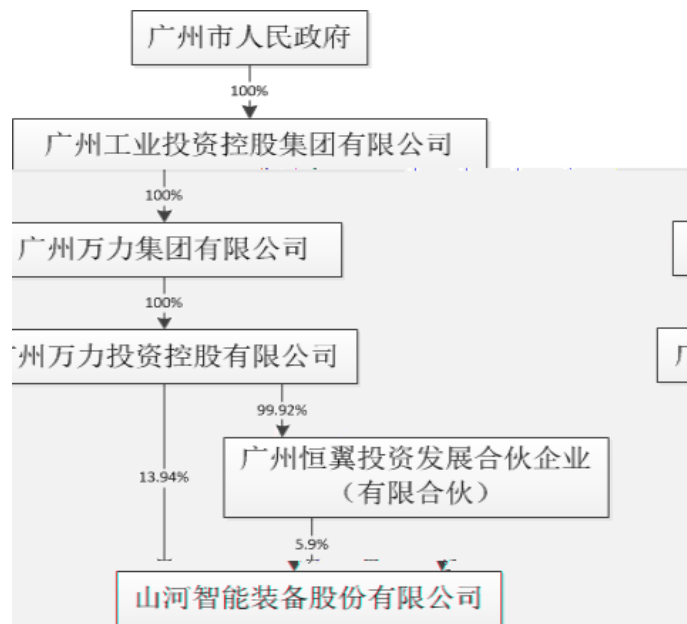 广州市人民政府
100%
广州工业投资控股集团有限公司
100%
广州万力集团有限公司
100%
州万力投资控股有限公司
99.92%
广州恒翼投资发展合伙企业
（有限合伙）
13.94%
5.9%
山河智能装备股份有限公司